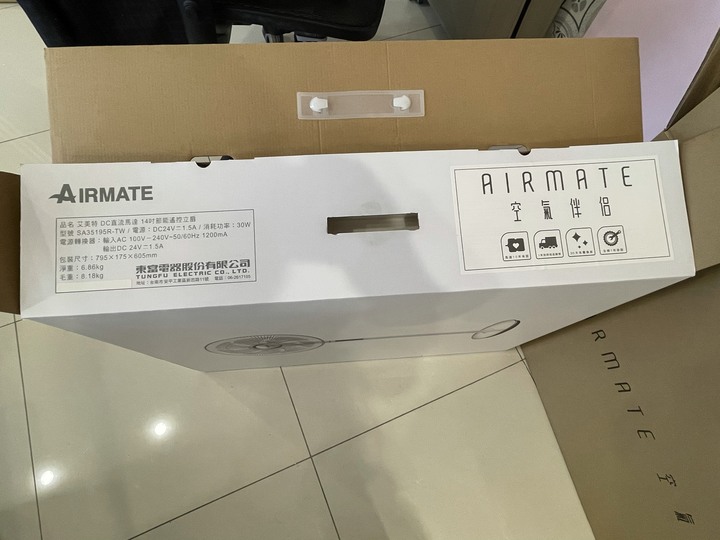 AIRMATE
品名：艾美特 DC直流馬達 14吋節能遙控立扇
型號：SA35195R-TW / 電源：DC24V⎓1.5A / 消耗功率：30W
電源轉換器：輸入AC 100V~240V~50/60Hz 1200mA
輸出DC 24V⎓1.5A
包裝尺寸：795×175×605mm
淨重：6.86kg
毛重：8.18kg
東富電器股份有限公司
TUNGFU ELECTRIC CO., LTD.
AIRMATE
空氣伴侶
RMATE 空氣